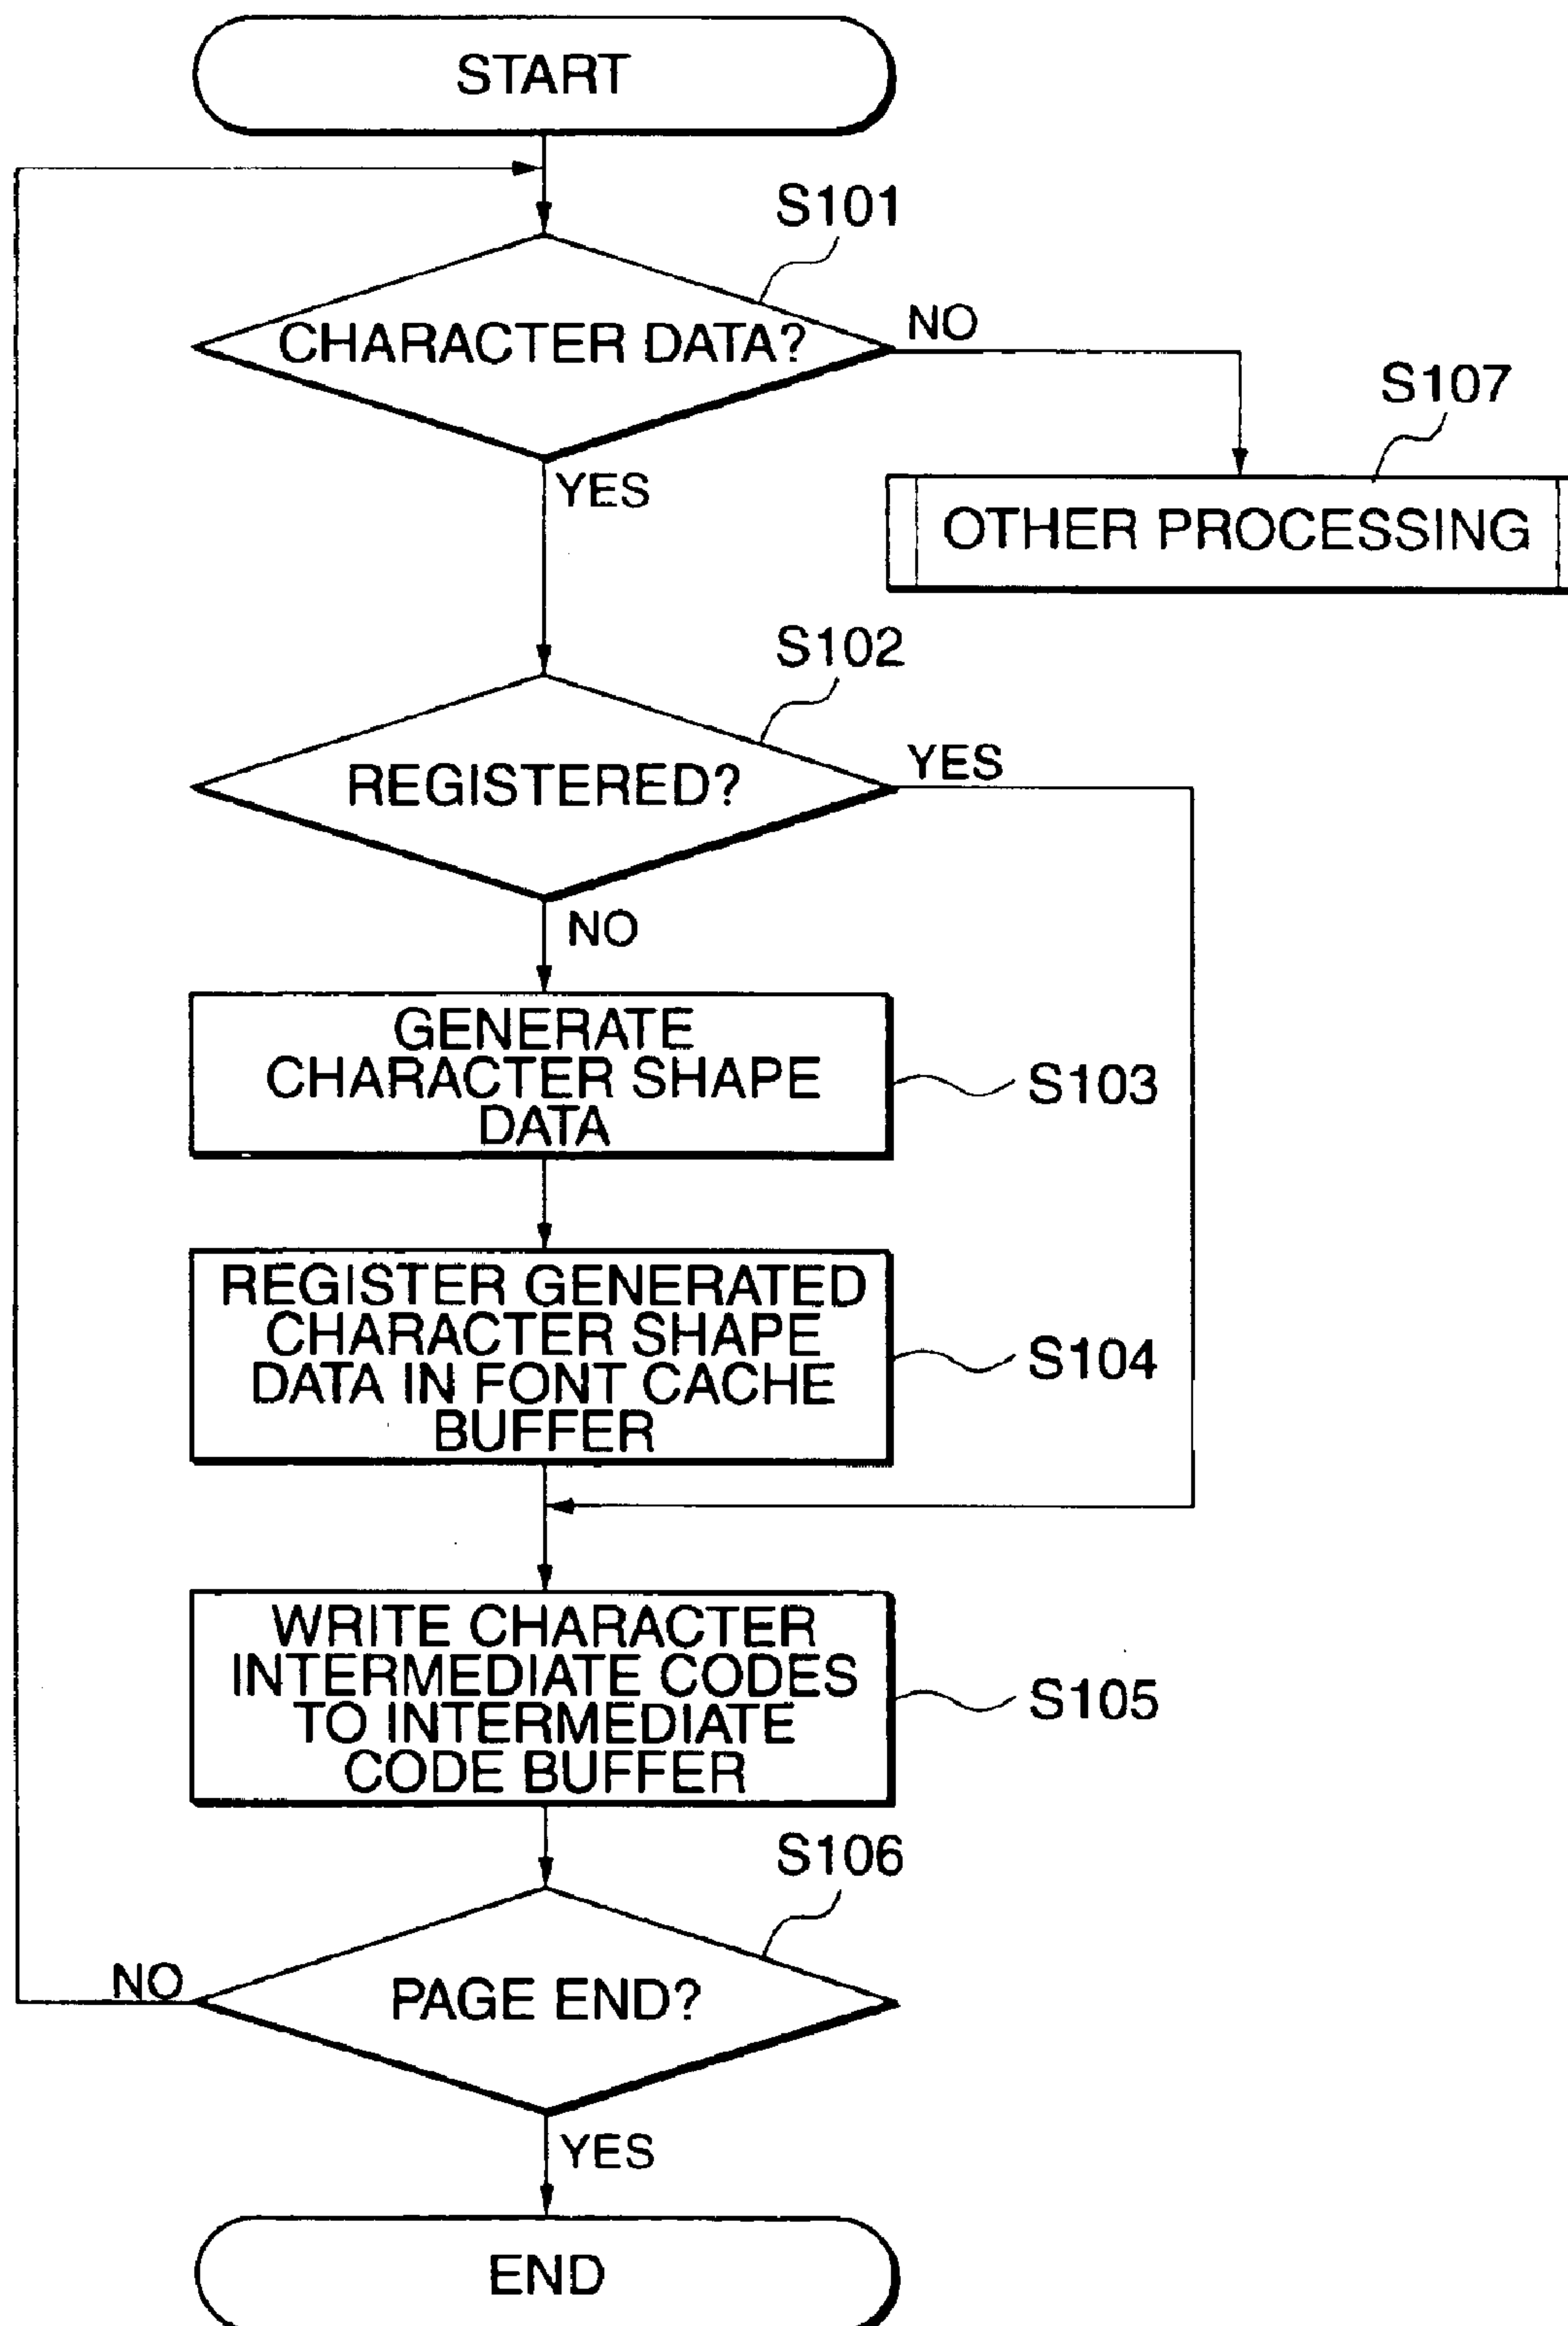 START
S101
CHARACTER DATA?
NO
S107
YES
OTHER PROCESSING
S102
REGISTERED?
YES
NO
GENERATE
CHARACTER SHAPE
DATA
S103
REGISTER GENERATED
CHARACTER SHAPE
DATA IN FONT CACHE
BUFFER
S104
WRITE CHARACTER
INTERMEDIATE CODES
TO INTERMEDIATE
CODE BUFFER
S105
S106
NO
PAGE END?
YES
END